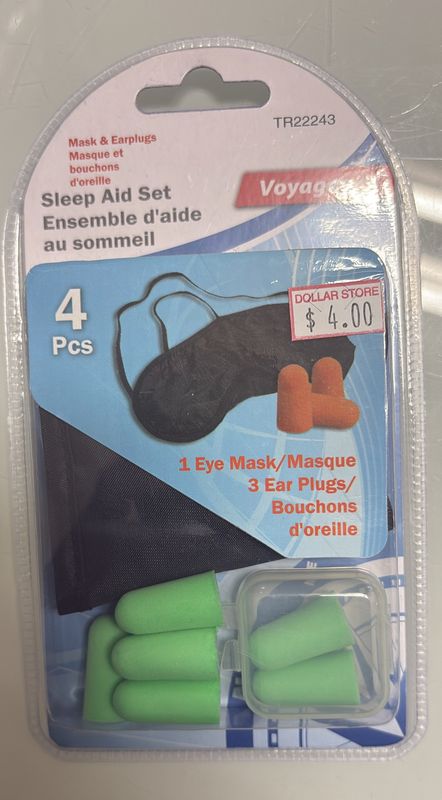 TR22243
Mask & Earplugs
Masque et
bouchons
d'oreille
Sleep Aid Set
Ensemble d'aide
au sommeil
4
Pcs
DOLLAR STORE
$ 4.00
1 Eye Mask/Masque
3 Ear Plugs/
Bouchons
d'oreille